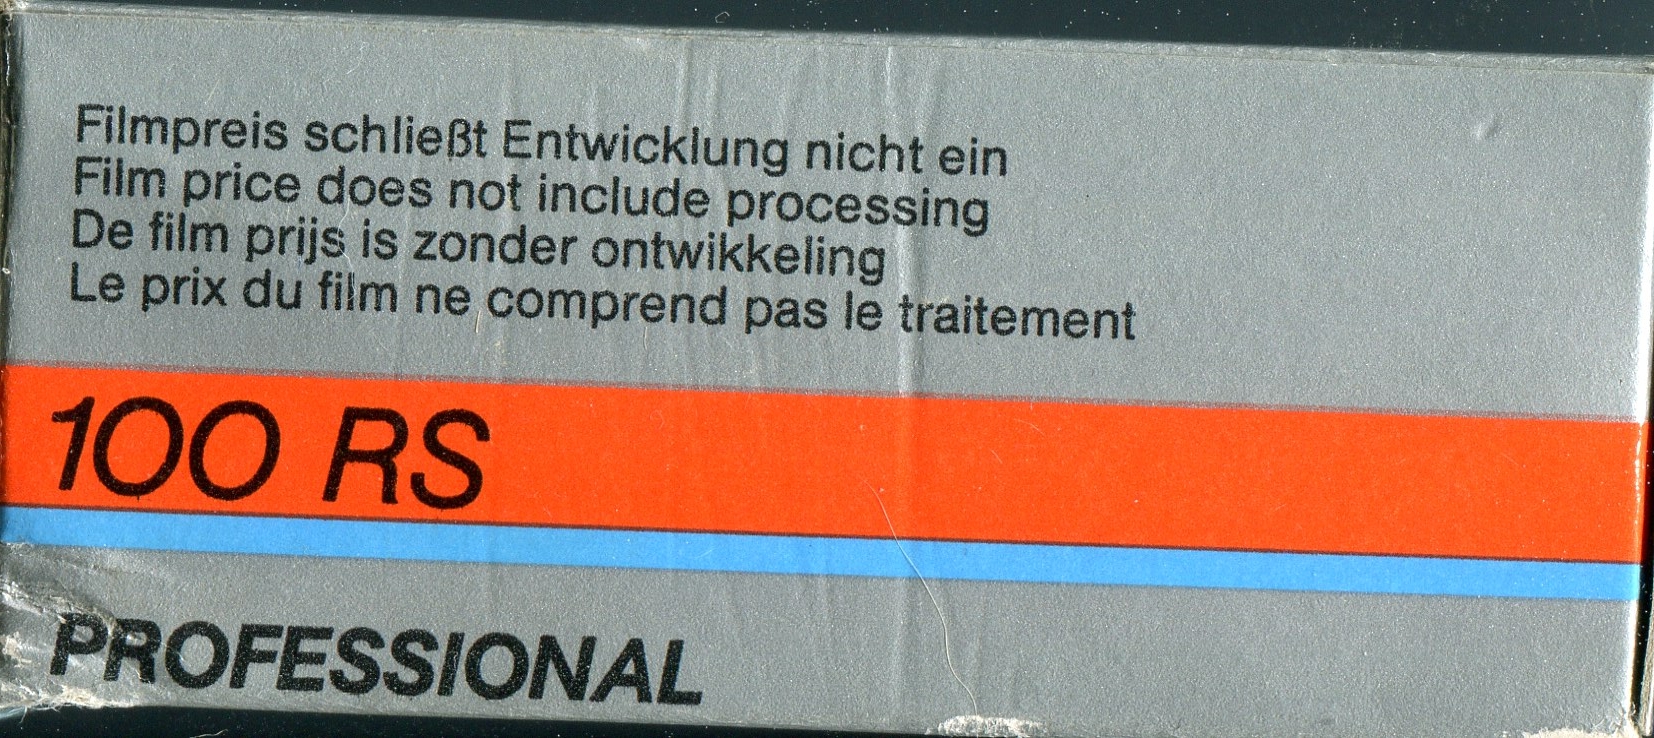 Filmpreis schließt Entwicklung nicht ein
Film price does not include processing
De film prijs is zonder ontwikkeling
Le prix du film ne comprend pas le traitement
100 RS
PROFESSIONAL